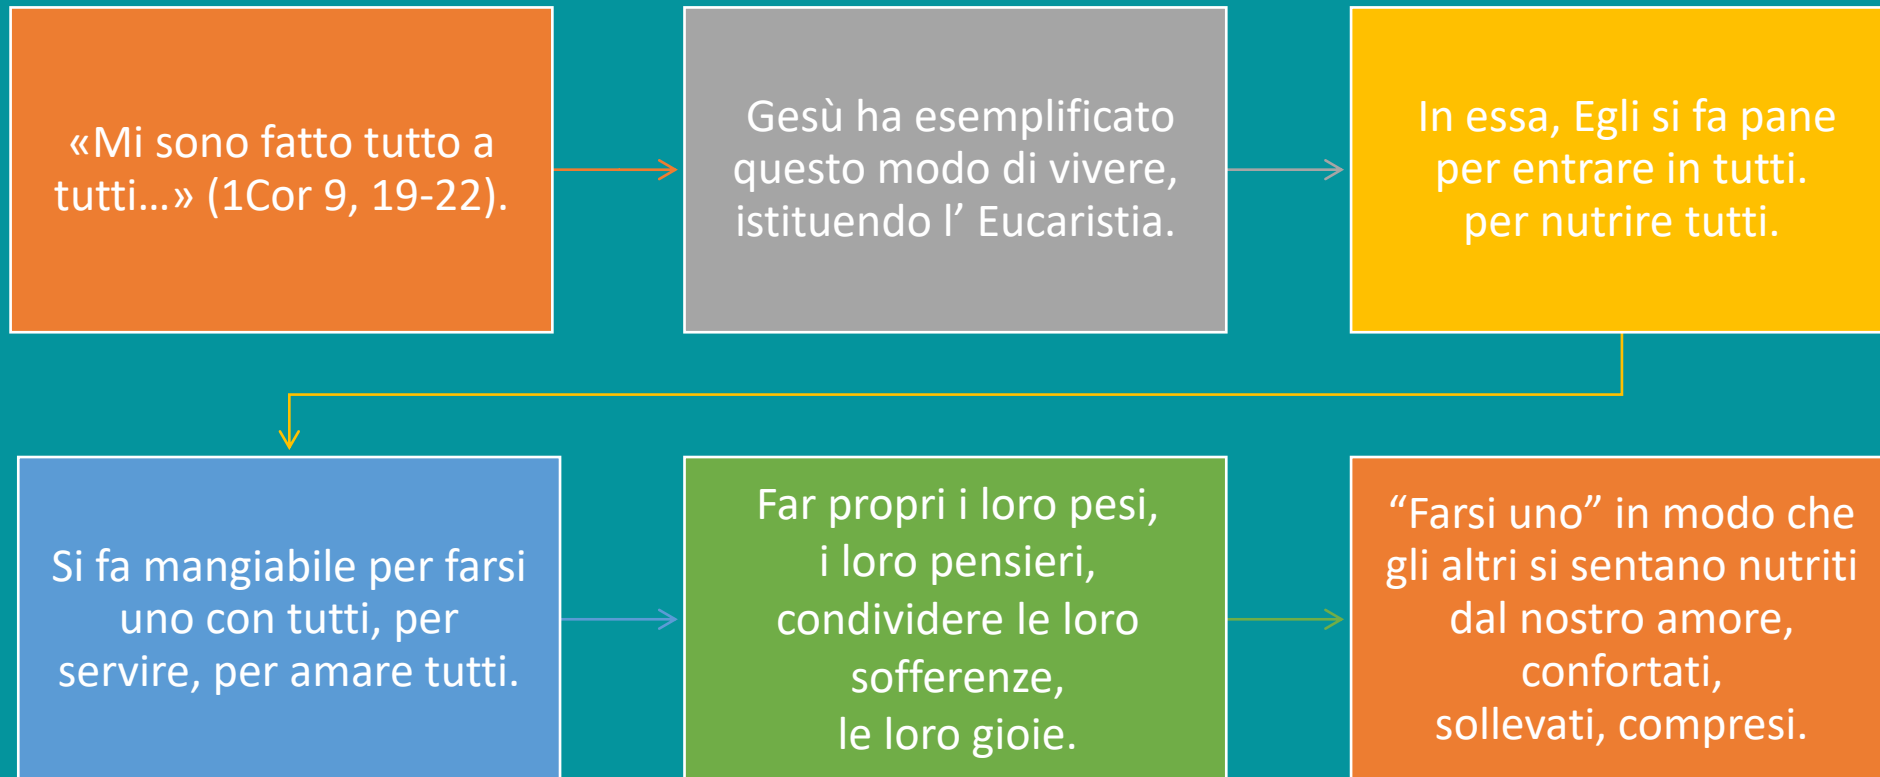 «Mi sono fatto tutto a
tutti…» (1Cor 9, 19-22).
Gesù ha esemplificato
questo modo di vivere,
istituendo l’ Eucaristia.
In essa, Egli si fa pane
per entrare in tutti.
per nutrire tutti.
Si fa mangiabile per farsi
uno con tutti, per
servire, per amare tutti.
Far propri i loro pesi,
i loro pensieri,
condividere le loro
sofferenze,
le loro gioie.
“Farsi uno” in modo che
gli altri si sentano nutriti
dal nostro amore,
confortati,
sollevati, compresi.